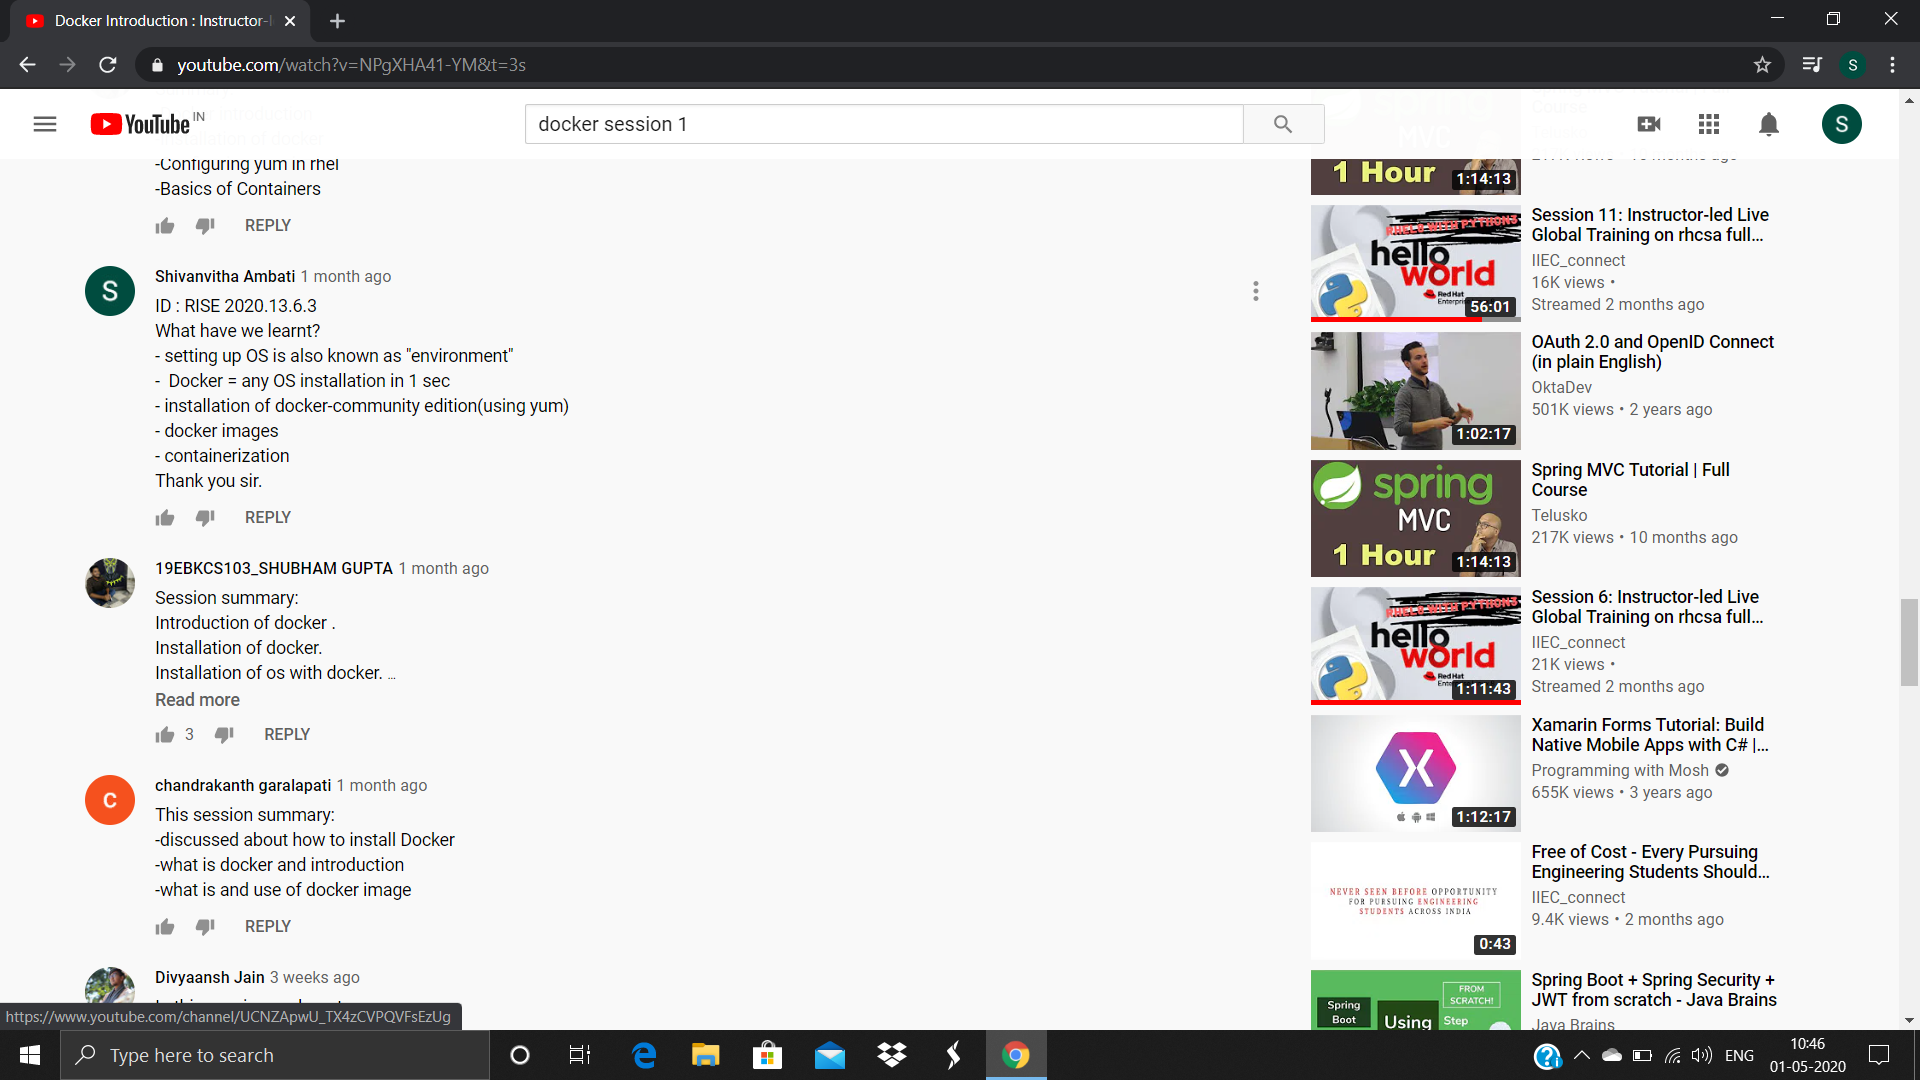 Docker Introduction : Instructor-l
youtube.com/watch?v=NPgXHA41-YM&t=3s
S
YouTube IN
docker session 1
S
-Configuring yum in rhel
-Basics of Containers
REPLY
S
Shivanvitha Ambati 1 month ago
ID : RISE 2020.13.6.3
What have we learnt?
- setting up OS is also known as "environment"
- Docker = any OS installation in 1 sec
- installation of docker-community edition(using yum)
- docker images
- containerization
Thank you sir.
REPLY
19EBKCS103_SHUBHAM GUPTA 1 month ago
Session summary:
Introduction of docker .
Installation of docker.
Installation of os with docker. ...
Read more
3 REPLY
C
chandrakanth garalapati 1 month ago
This session summary:
-discussed about how to install Docker
-what is docker and introduction
-what is and use of docker image
REPLY
Divyaansh Jain 3 weeks ago
https://www.youtube.com/channel/UCNZApwU_TX4zCVPQVFsEzUg
1 Hour
1:14:13
RHEL8 WITH PYTHON3
hello
world
Red Hat
56:01
Session 11: Instructor-led Live
Global Training on rhcsa full...
IIEC_connect
16K views •
Streamed 2 months ago
1:02:17
OAuth 2.0 and OpenID Connect
(in plain English)
OktaDev
501K views • 2 years ago
spring
MVC
1 Hour
1:14:13
Spring MVC Tutorial | Full
Course
Telusko
217K views • 10 months ago
RHEL8 WITH PYTHON3
hello
world
Red Hat
1:11:43
Session 6: Instructor-led Live
Global Training on rhcsa full...
IIEC_connect
21K views •
Streamed 2 months ago
X
1:12:17
Xamarin Forms Tutorial: Build
Native Mobile Apps with C# |...
Programming with Mosh
655K views • 3 years ago
NEVER SEEN BEFORE OPPORTUNITY
FOR PURSUING ENGINEERING
STUDENTS ACROSS INDIA
0:43
Free of Cost - Every Pursuing
Engineering Students Should...
IIEC_connect
9.4K views • 2 months ago
FROM
SCRATCH!
Spring
Boot
Using
Step
Spring Boot + Spring Security +
JWT from scratch - Java Brains
Java Brains
Type here to search
ENG
10:46
01-05-2020